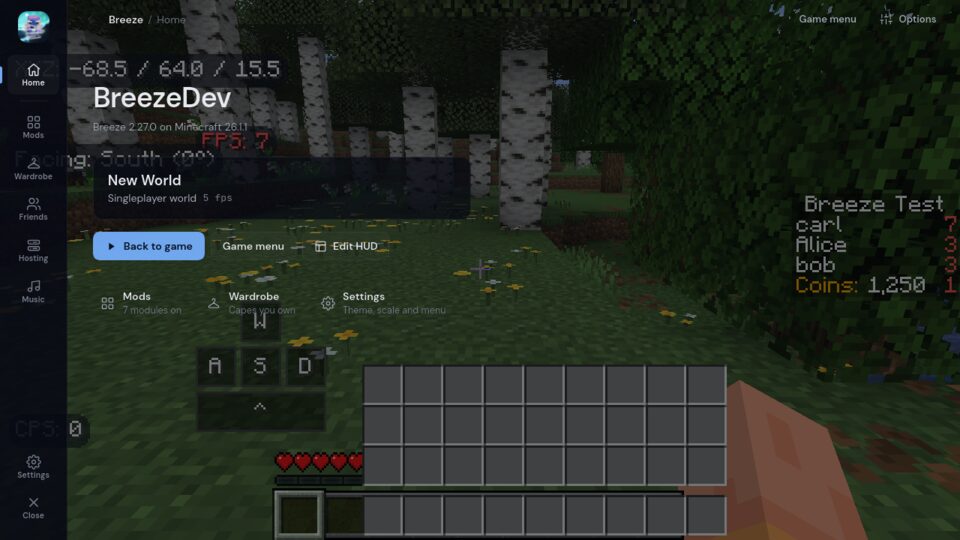 Breeze / Home
Game menu
Options
Home
-68.5 / 64.0 / 15.5
BreezeDev
Breeze 2.27.0 on Minecraft 26.1.1
FPS: 7
Mods
Facing: South (0°)
Wardrobe
New World
Singleplayer world 5 fps
Friends
Breeze Test
carl 7
Alice 3
bob 3
Coins: 1,250 1
Hosting
Back to game
Game menu
Edit HUD
Music
Mods
7 modules on
Wardrobe
Capes you own
Settings
Theme, scale and menu
W
A S D
^
CPS: 0
Settings
Close